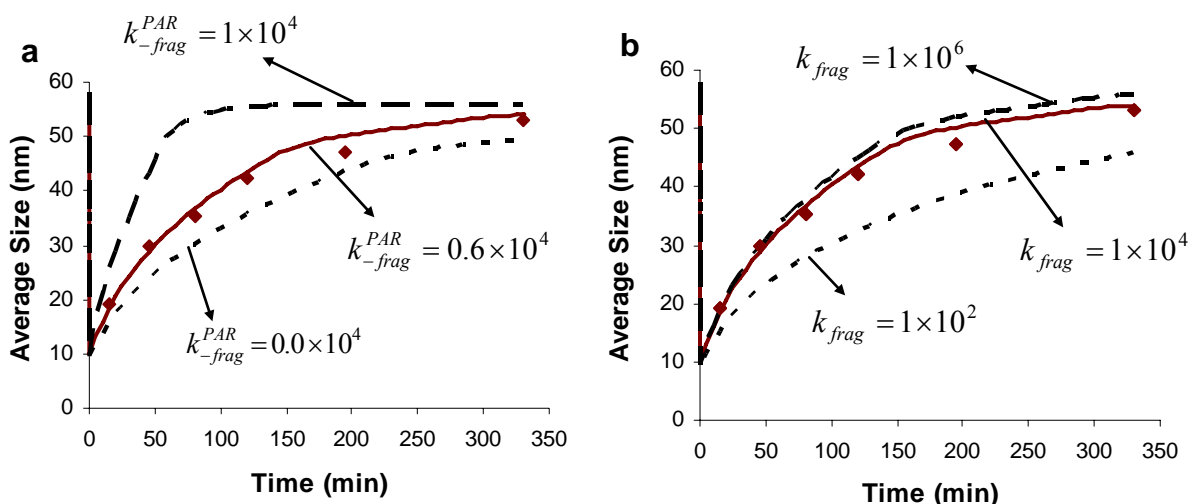 a
k_{-frag}^{PAR} = 1×10^4
60
50
40
30
20
10
0
Average Size (nm)
k_{-frag}^{PAR} = 0.6×10^4
k_{-frag}^{PAR} = 0.0×10^4
0 50 100 150 200 250 300 350
Time (min)
b
k_{frag} = 1×10^6
60
50
40
30
20
10
0
Average Size (nm)
k_{frag} = 1×10^4
k_{frag} = 1×10^2
0 50 100 150 200 250 300 350
Time (min)